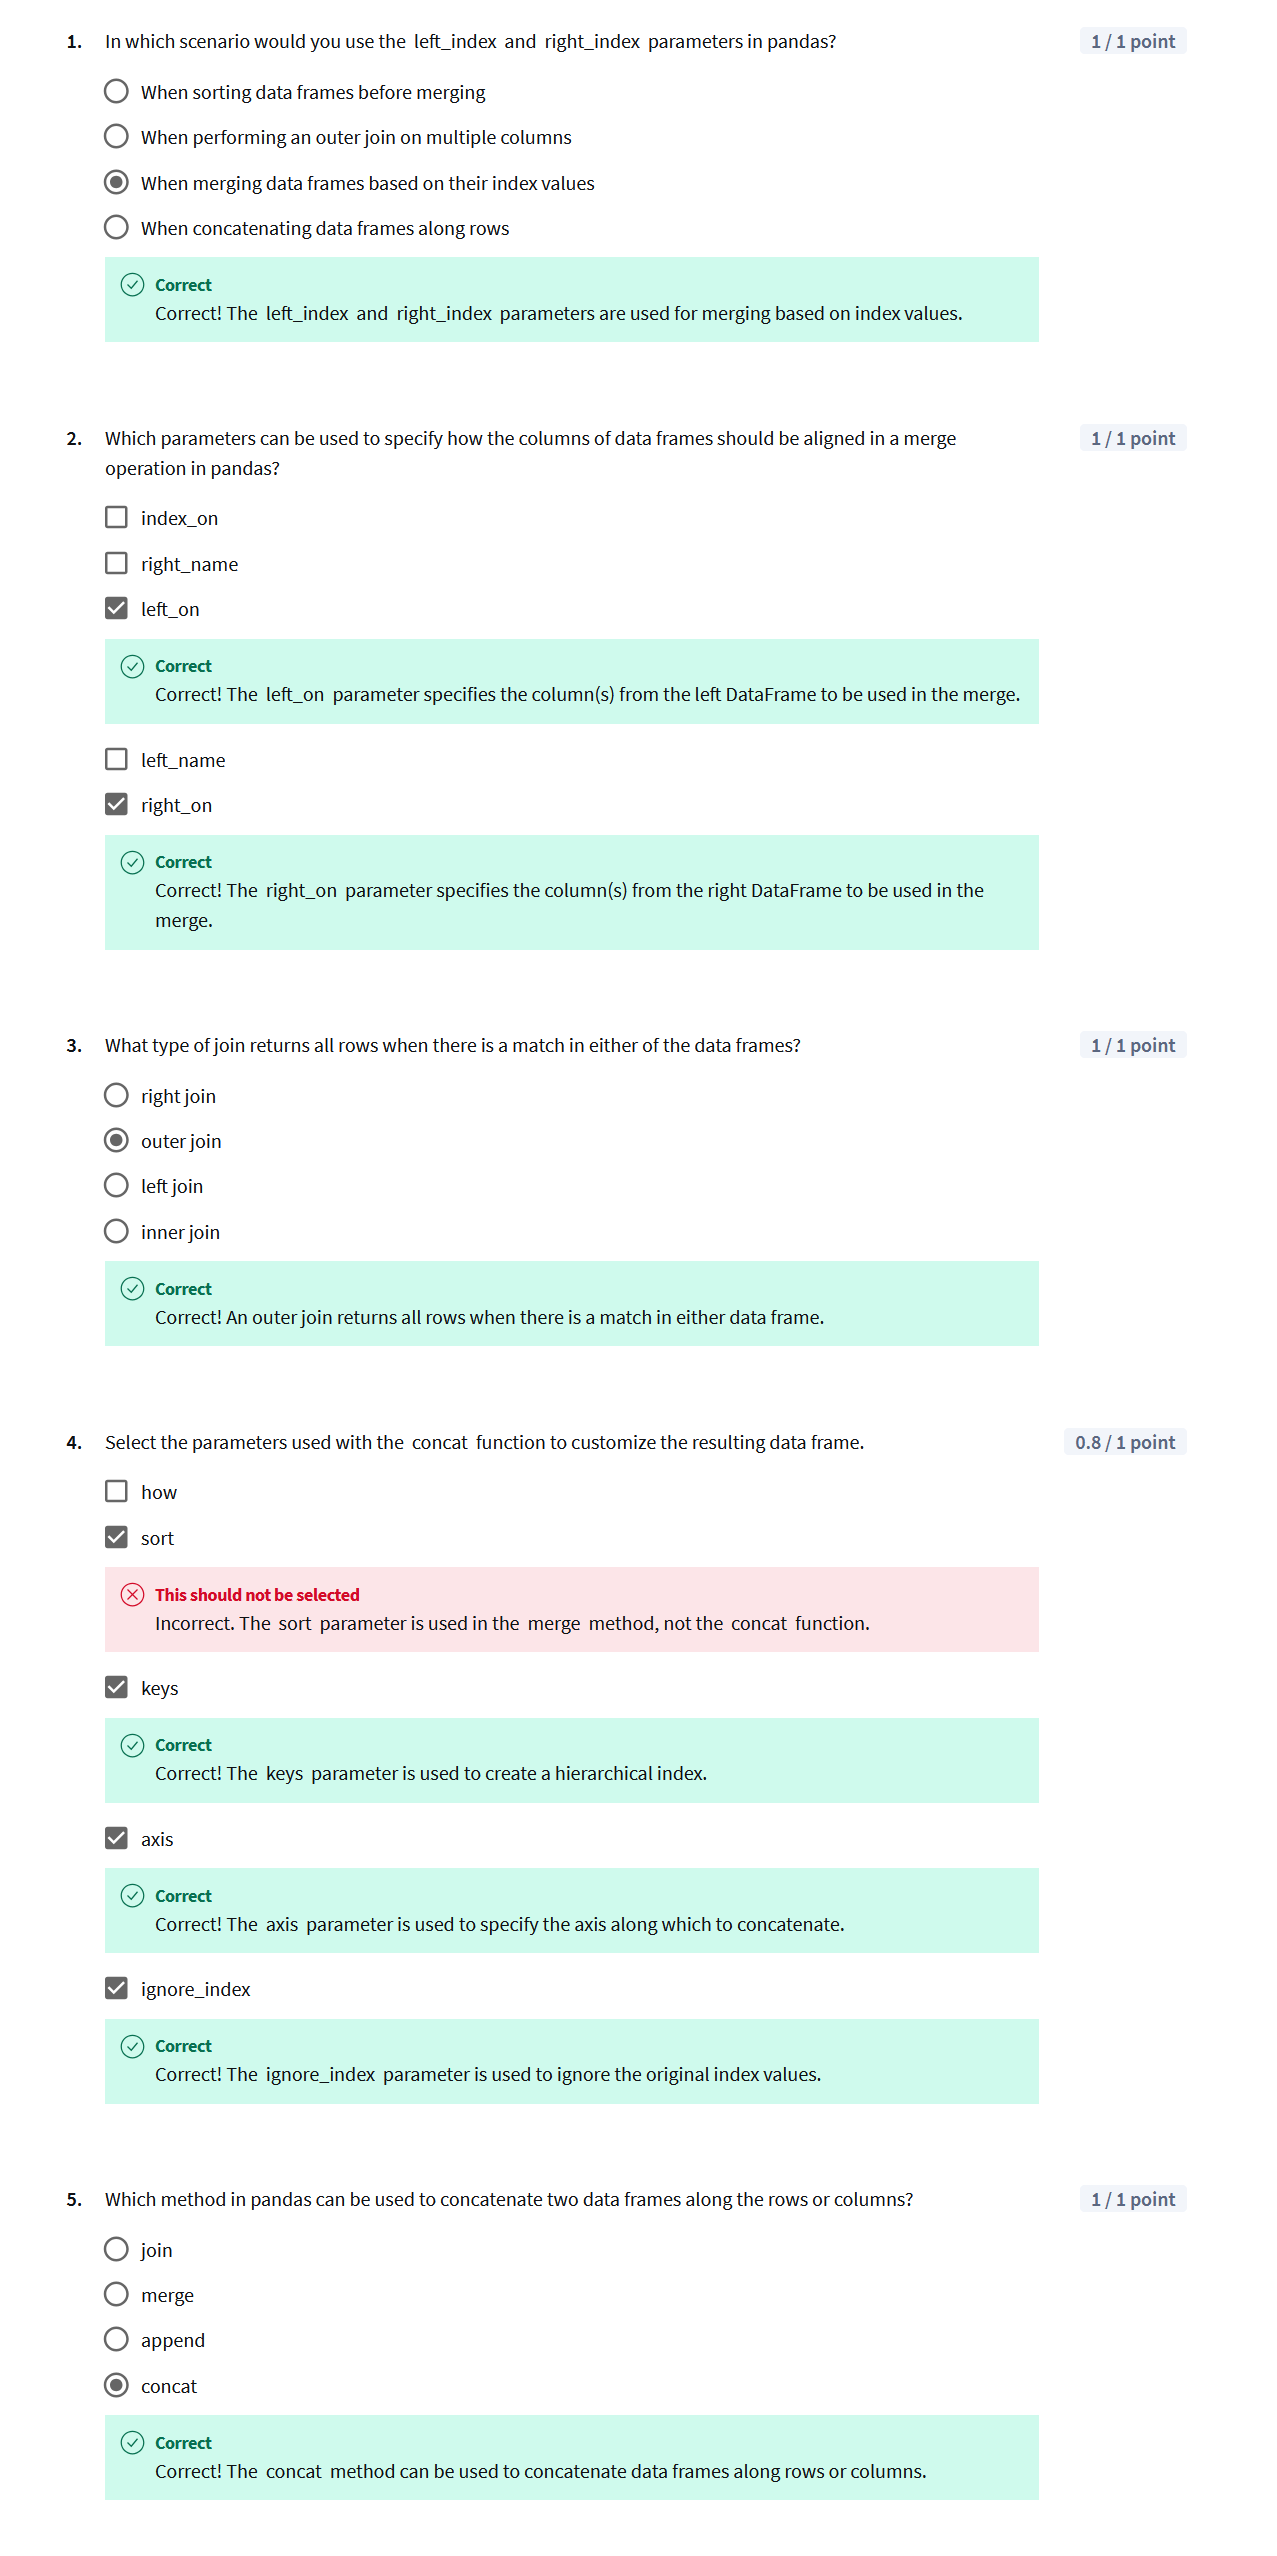 1. In which scenario would you use the left_index and right_index parameters in pandas? 1 / 1 point
When sorting data frames before merging
When performing an outer join on multiple columns
When merging data frames based on their index values
When concatenating data frames along rows
Correct
Correct! The left_index and right_index parameters are used for merging based on index values.
2. Which parameters can be used to specify how the columns of data frames should be aligned in a merge 1 / 1 point
operation in pandas?
index_on
right_name
left_on
Correct
Correct! The left_on parameter specifies the column(s) from the left DataFrame to be used in the merge.
left_name
right_on
Correct
Correct! The right_on parameter specifies the column(s) from the right DataFrame to be used in the
merge.
3. What type of join returns all rows when there is a match in either of the data frames? 1 / 1 point
right join
outer join
left join
inner join
Correct
Correct! An outer join returns all rows when there is a match in either data frame.
4. Select the parameters used with the concat function to customize the resulting data frame. 0.8 / 1 point
how
sort
This should not be selected
Incorrect. The sort parameter is used in the merge method, not the concat function.
keys
Correct
Correct! The keys parameter is used to create a hierarchical index.
axis
Correct
Correct! The axis parameter is used to specify the axis along which to concatenate.
ignore_index
Correct
Correct! The ignore_index parameter is used to ignore the original index values.
5. Which method in pandas can be used to concatenate two data frames along the rows or columns? 1 / 1 point
join
merge
append
concat
Correct
Correct! The concat method can be used to concatenate data frames along rows or columns.